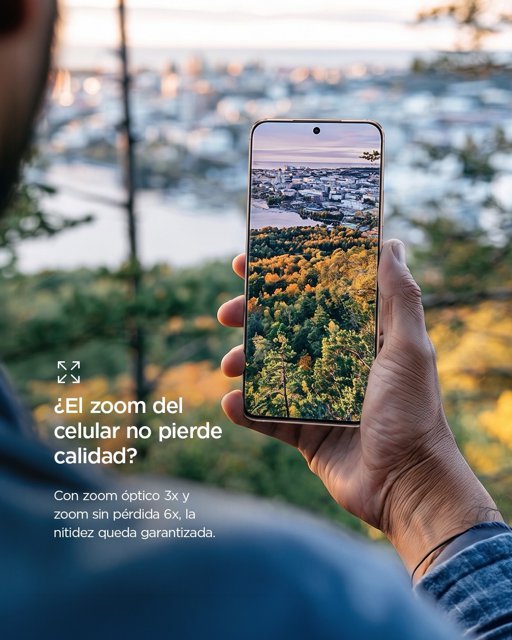 ¿El zoom del
celular no pierde
calidad?
Con zoom óptico 3x y
zoom sin pérdida 6x, la
nitidez queda garantizada.